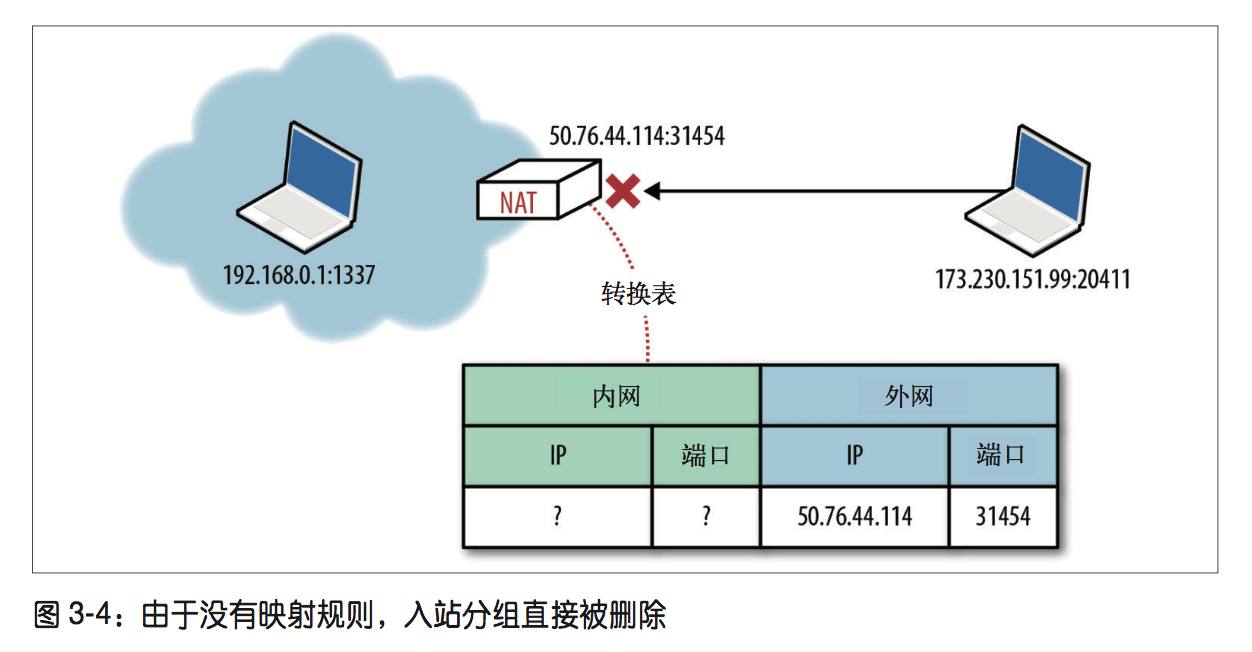 50.76.44.114:31454
NAT
192.168.0.1:1337
173.230.151.99:20411
转换表
内网 外网
IP 端口 IP 端口
? ? 50.76.44.114 31454
图 3-4：由于没有映射规则，入站分组直接被删除